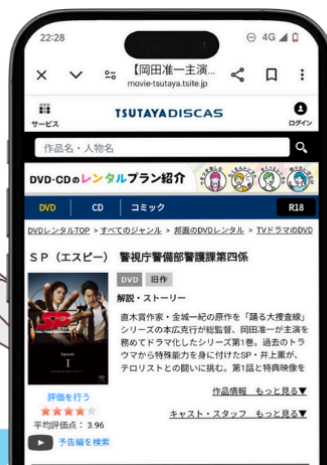 22:28
4G
【岡田准一主演...
movie-tsutaya.tsite.jp
サービス
TSUTAYADISCAS
ログイン
作品名・人物名
DVD・CDのレンタルプラン紹介
DVD
CD
コミック
R18
DVDレンタルTOP > すべてのジャンル > 邦画のDVDレンタル > TVドラマのDVD
SP（エスピー） 警視庁警備部警護課第四係
DVD 旧作
解説・ストーリー
直木賞作家・金城一紀の原作を「踊る大捜査線」
シリーズの本広克行が総監督、岡田准一が主演を
務めてドラマ化したシリーズ第1巻。過去のトラ
ウマから特殊能力を身に付けたSP・井上薫が、
テロリストとの闘いに挑む。第1話と特典映像を
SP
Episode
I
作品情報 もっと見る▼
評価を行う
キャスト・スタッフ もっと見る▼
平均評価点： 3.96
予告編を検索